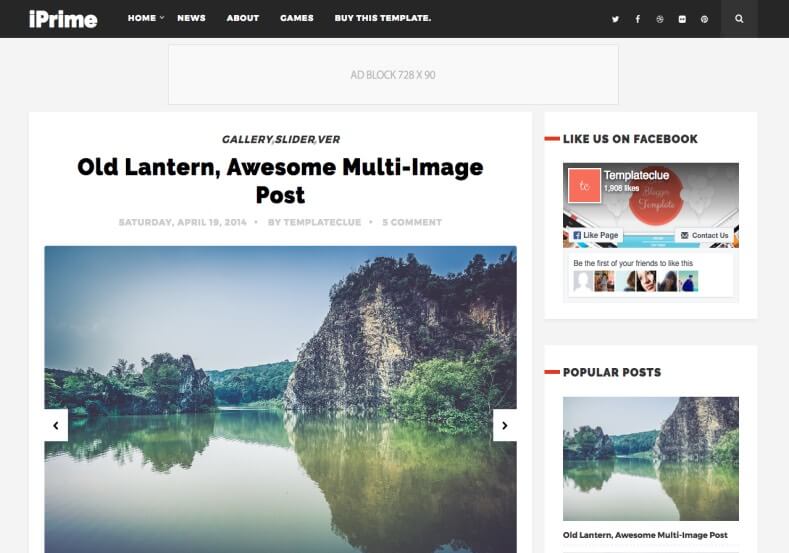 iPrime
HOME NEWS ABOUT GAMES BUY THIS TEMPLATE.
AD BLOCK 728 X 90
GALLERY,SLIDER,VER
Old Lantern, Awesome Multi-Image
Post
SATURDAY, APRIL 19, 2014 • BY TEMPLATECLUE • 5 COMMENT
LIKE US ON FACEBOOK
tc
Templateclue
1,908 likes
Blogger
Template
Like Page
Contact Us
Be the first of your friends to like this
POPULAR POSTS
Old Lantern, Awesome Multi-Image Post